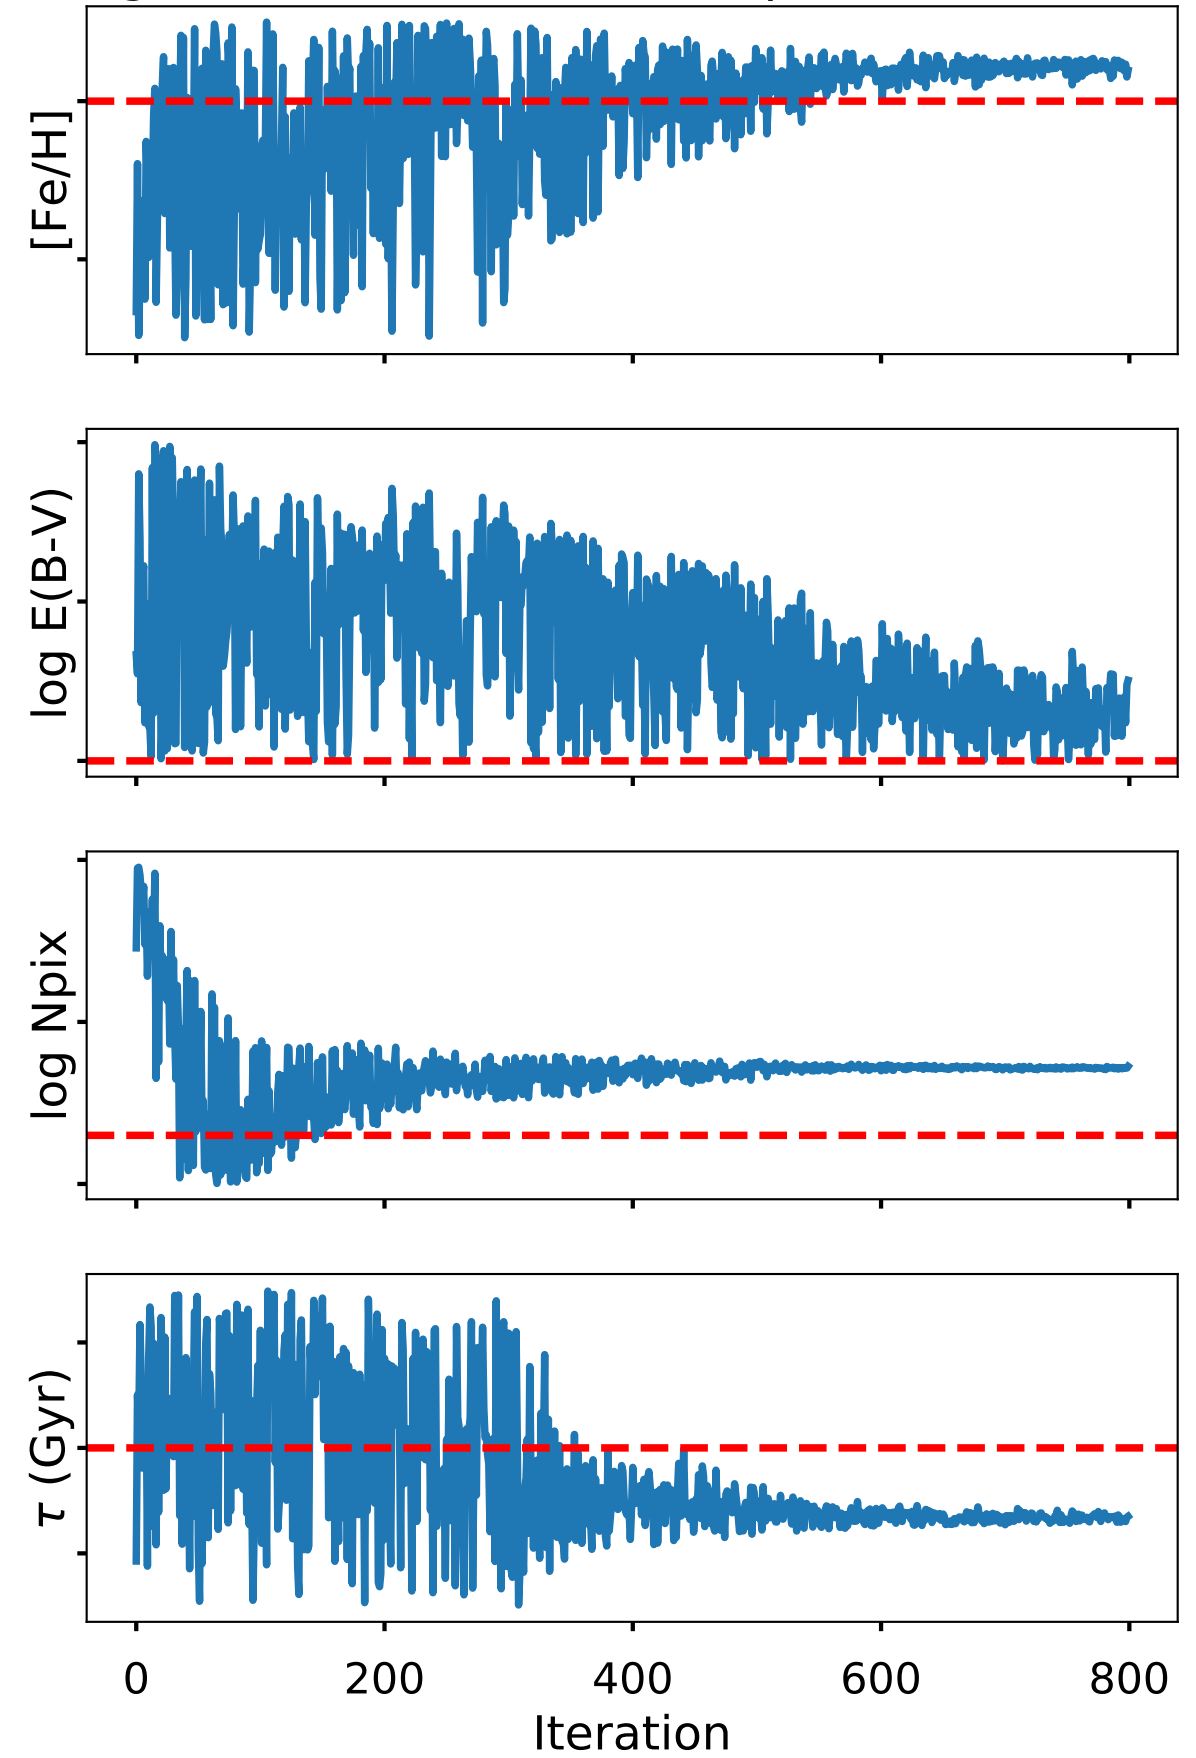 [Fe/H]
log E(B-V)
log Npix
τ (Gyr)
0 200 400 600 800
Iteration